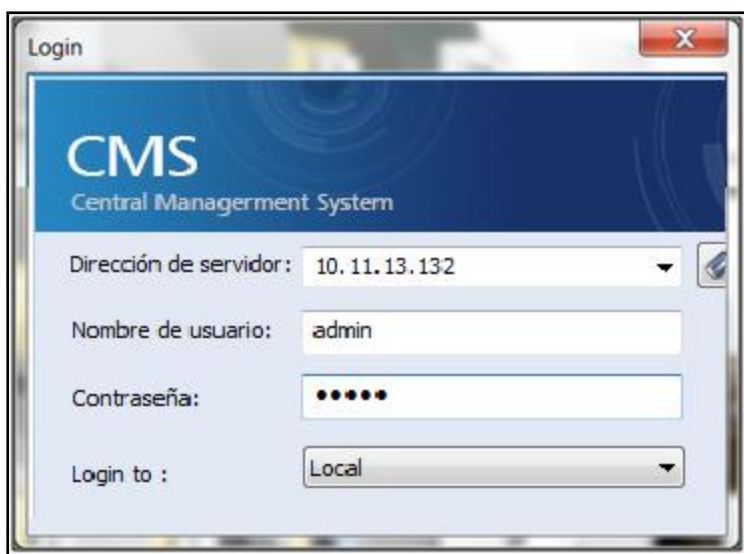 Login
CMS
Central Managerment System
Dirección de servidor: 10.11.13.132
Nombre de usuario: admin
Contraseña: •••••
Login to : Local